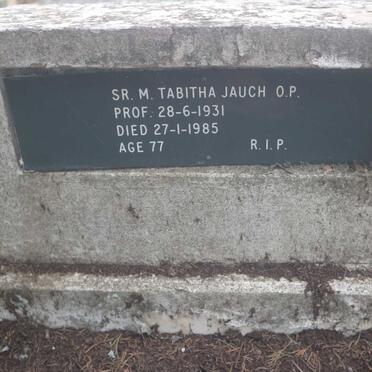 SR. M. TABITHA JAUCH O.P.
PROF. 28-6-1931
DIED 27-1-1985
AGE 77 R.I.P.